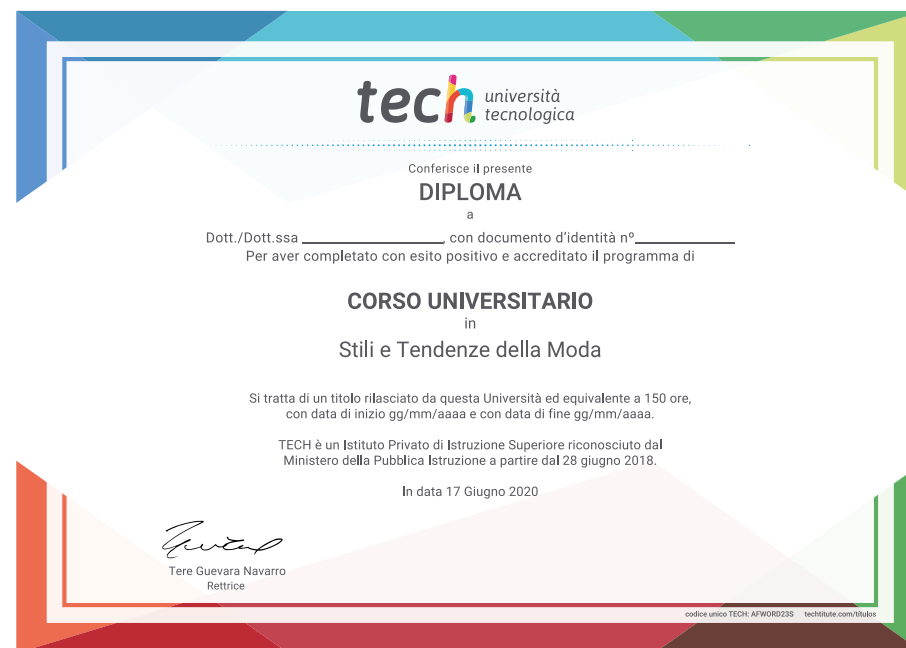 tech università
tecnologica
Conferisce il presente
DIPLOMA
a
Dott./Dott.ssa ____________________, con documento d'identità nº______________
Per aver completato con esito positivo e accreditato il programma di
CORSO UNIVERSITARIO
in
Stili e Tendenze della Moda
Si tratta di un titolo rilasciato da questa Università ed equivalente a 150 ore,
con data di inizio gg/mm/aaaa e con data di fine gg/mm/aaaa.
TECH è un Istituto Privato di Istruzione Superiore riconosciuto dal
Ministero della Pubblica Istruzione a partire dal 28 giugno 2018.
In data 17 Giugno 2020
Tere Guevara Navarro
Rettrice
codice unico TECH: AFWORD23S techtitute.com/títulos